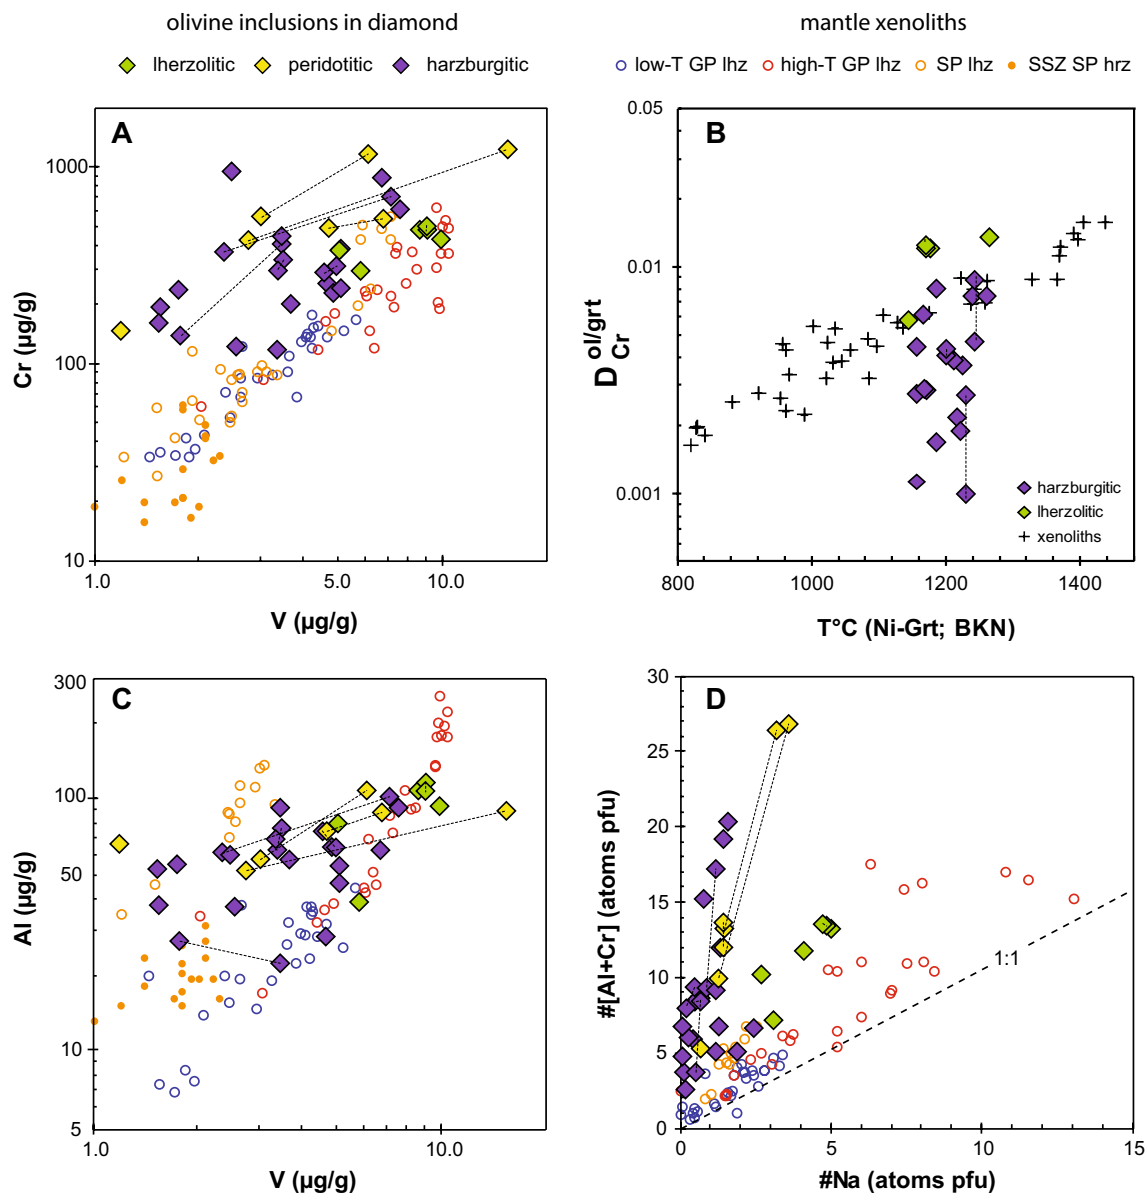 olivine inclusions in diamond
mantle xenoliths
lherzolitic peridotitic harzburgitic
low-T GP lhz high-T GP lhz SP lhz SSZ SP hrz
A
1000
100
10
1.0 5.0 10.0
Cr (µg/g)
V (µg/g)
B
0.05
0.01
0.001
800 1000 1200 1400
D Cr ol/grt
T°C (Ni-Grt; BKN)
harzburgitic
lherzolitic
xenoliths
C
300
100
50
10
5
1.0 10.0
Al (µg/g)
V (µg/g)
D
30
25
20
15
10
5
0
0 5 10 15
1:1
#[Al+Cr] (atoms pfu)
#Na (atoms pfu)